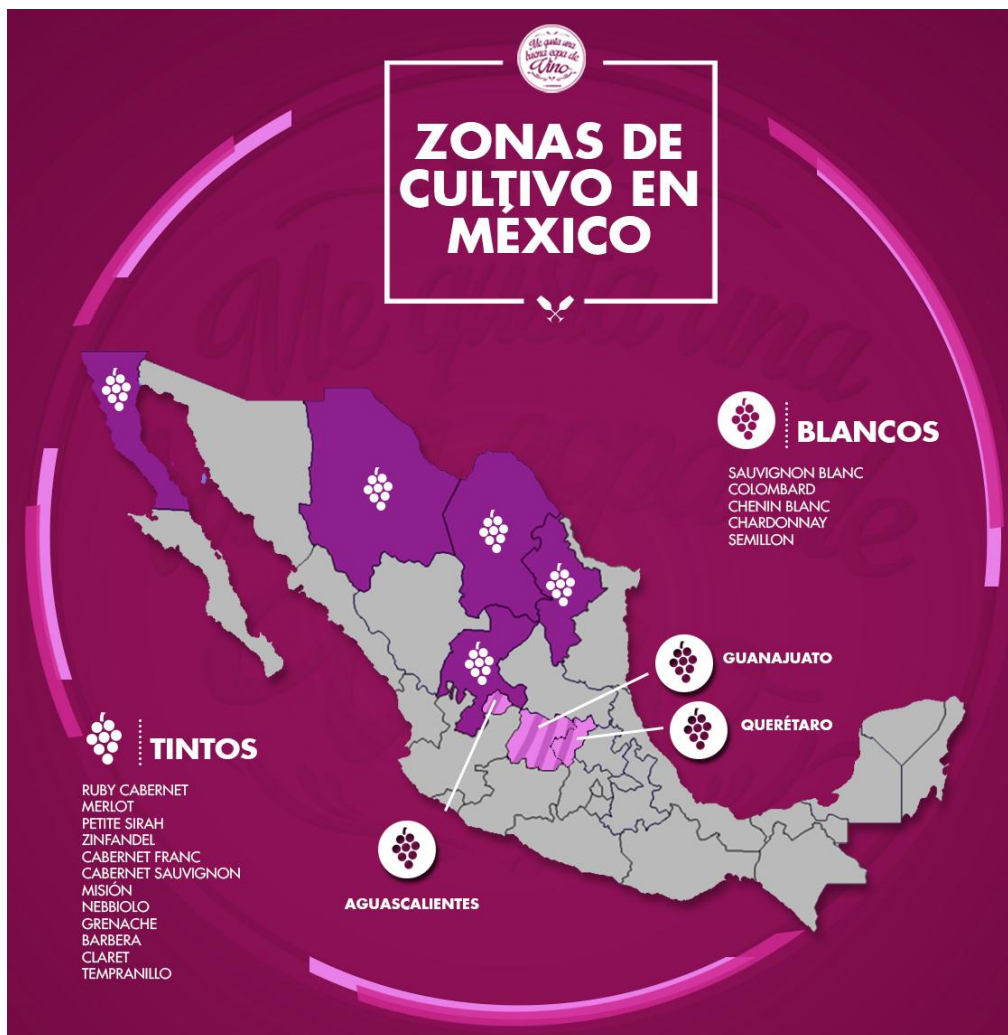 Me gusta una
buena copa de
Vino
ZONAS DE
CULTIVO EN
MÉXICO
BLANCOS
SAUVIGNON BLANC
COLOMBARD
CHENIN BLANC
CHARDONNAY
SEMILLON
GUANAJUATO
QUERÉTARO
TINTOS
RUBY CABERNET
MERLOT
PETITE SIRAH
ZINFANDEL
CABERNET FRANC
CABERNET SAUVIGNON
MISIÓN
NEBBIOLO
GRENACHE
BARBERA
CLARET
TEMPRANILLO
AGUASCALIENTES